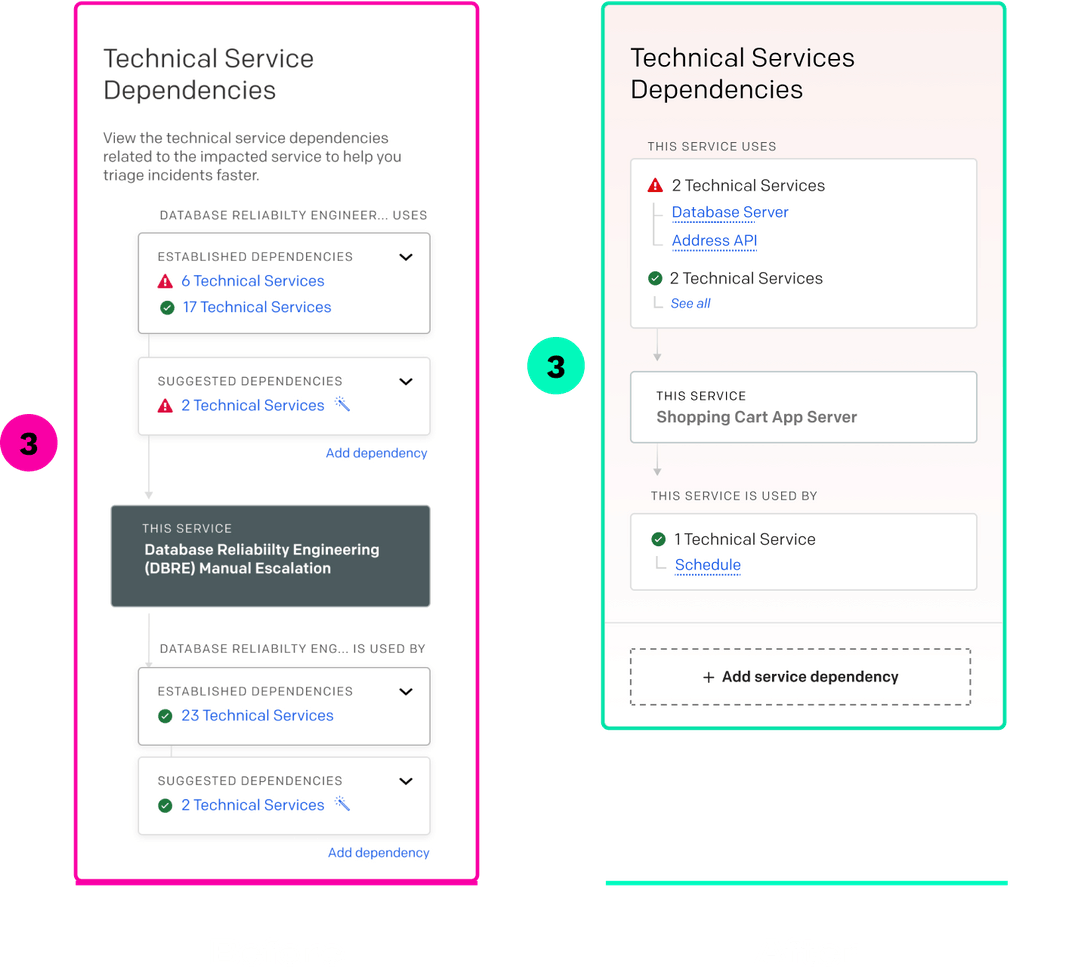 Technical Service
Dependencies
View the technical service dependencies
related to the impacted service to help you
triage incidents faster.
DATABASE RELIABILTY ENGINEER... USES
ESTABLISHED DEPENDENCIES
6 Technical Services
17 Technical Services
SUGGESTED DEPENDENCIES
2 Technical Services
Add dependency
3
THIS SERVICE
Database Reliabiilty Engineering
(DBRE) Manual Escalation
DATABASE RELIABILTY ENG... IS USED BY
ESTABLISHED DEPENDENCIES
23 Technical Services
SUGGESTED DEPENDENCIES
2 Technical Services
Add dependency
Technical Services
Dependencies
THIS SERVICE USES
2 Technical Services
Database Server
Address API
2 Technical Services
See all
3
THIS SERVICE
Shopping Cart App Server
THIS SERVICE IS USED BY
1 Technical Service
Schedule
+ Add service dependency